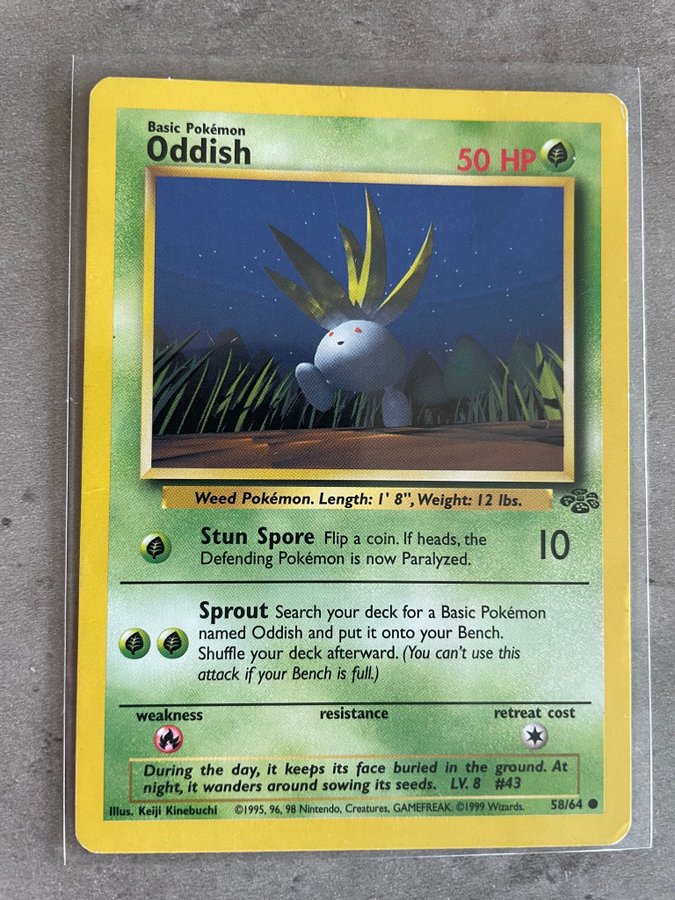 Basic Pokémon
Oddish
50 HP
Weed Pokémon. Length: 1' 8", Weight: 12 lbs.
Stun Spore Flip a coin. If heads, the
Defending Pokémon is now Paralyzed.
10
Sprout Search your deck for a Basic Pokémon
named Oddish and put it onto your Bench.
Shuffle your deck afterward. (You can't use this
attack if your Bench is full.)
weakness resistance retreat cost
During the day, it keeps its face buried in the ground. At
night, it wanders around sowing its seeds. LV. 8 #43
Illus. Keiji Kinebuchi ©1995, 96, 98 Nintendo, Creatures, GAMEFREAK. ©1999 Wizards. 58/64